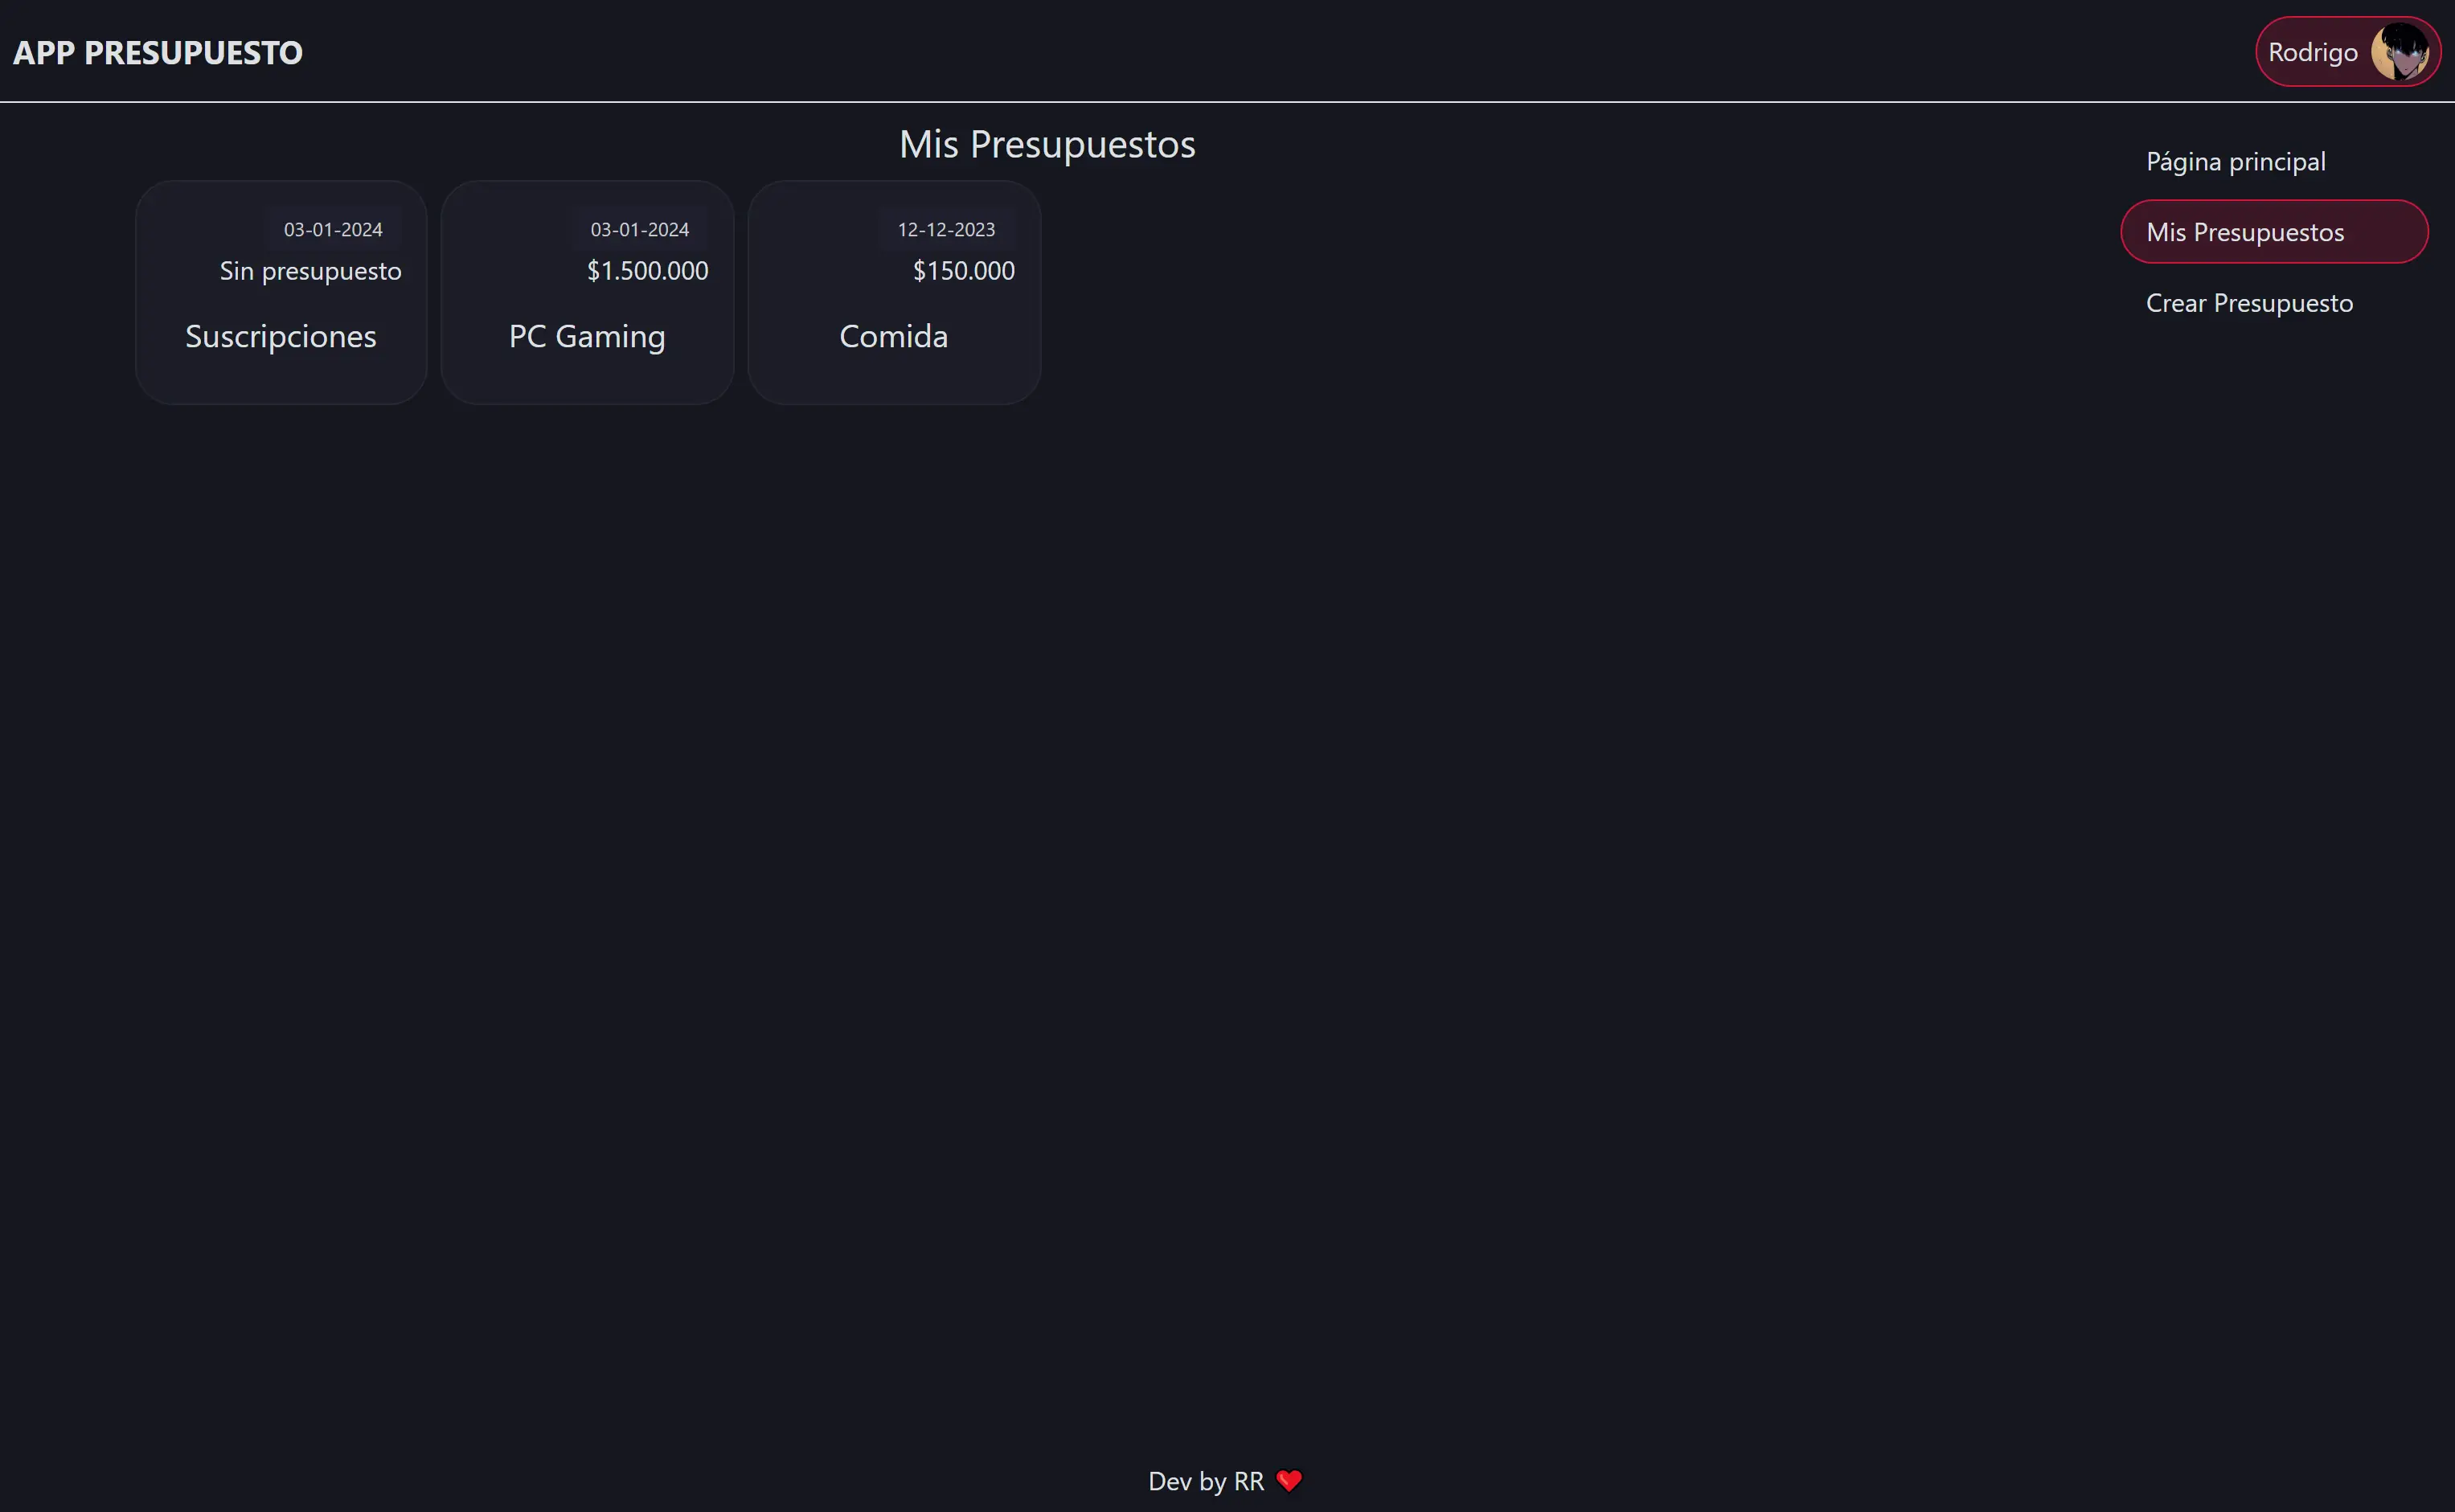 APP PRESUPUESTO
Rodrigo
Mis Presupuestos
03-01-2024
Sin presupuesto
Suscripciones
03-01-2024
$1.500.000
PC Gaming
12-12-2023
$150.000
Comida
Página principal
Mis Presupuestos
Crear Presupuesto
Dev by RR ❤️